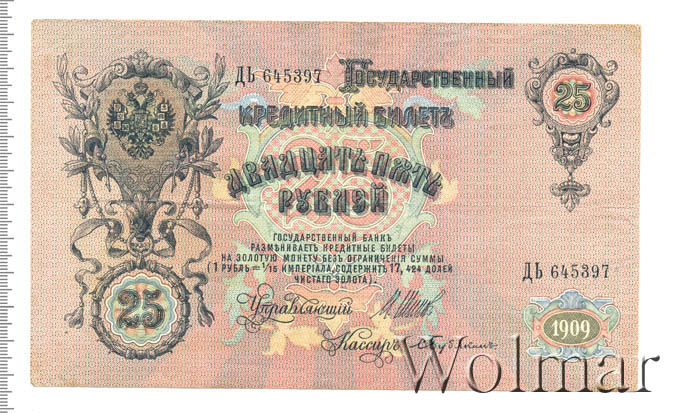 ДЬ 645397
Государственный
25
Кредитный Билетъ
Двадцать пять
Рублей
Государственный Банкъ
размѣниваетъ кредитные билеты
на золотую монету безъ ограниченія суммы
(1 рубль = 1/15 имперіала, содержитъ 17,424 долей
чистаго золота).
25
ДЬ 645397
Управляющій
Кассиръ
1909
Wolmar